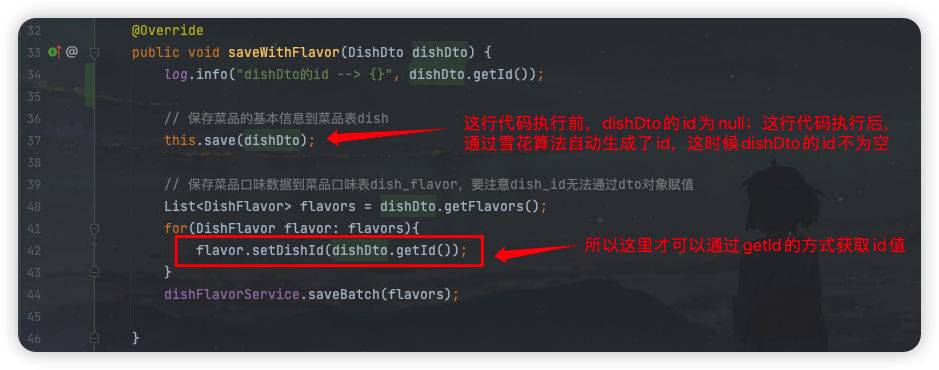 32 @Override
33 @ public void saveWithFlavor(DishDto dishDto) {
34 log.info("dishDto的id --> {}", dishDto.getId());
35
36 // 保存菜品的基本信息到菜品表dish
37 this.save(dishDto);
这行代码执行前，dishDto的id为null；这行代码执行后，
通过雪花算法自动生成了id，这时候dishDto的id不为空
38
39 // 保存菜品口味数据到菜品口味表dish_flavor，要注意dish_id无法通过dto对象赋值
40 List<DishFlavor> flavors = dishDto.getFlavors();
41 for(DishFlavor flavor: flavors){
42 flavor.setDishId(dishDto.getId());
所以这里才可以通过getId的方式获取id值
43 }
44 dishFlavorService.saveBatch(flavors);
45
46 }